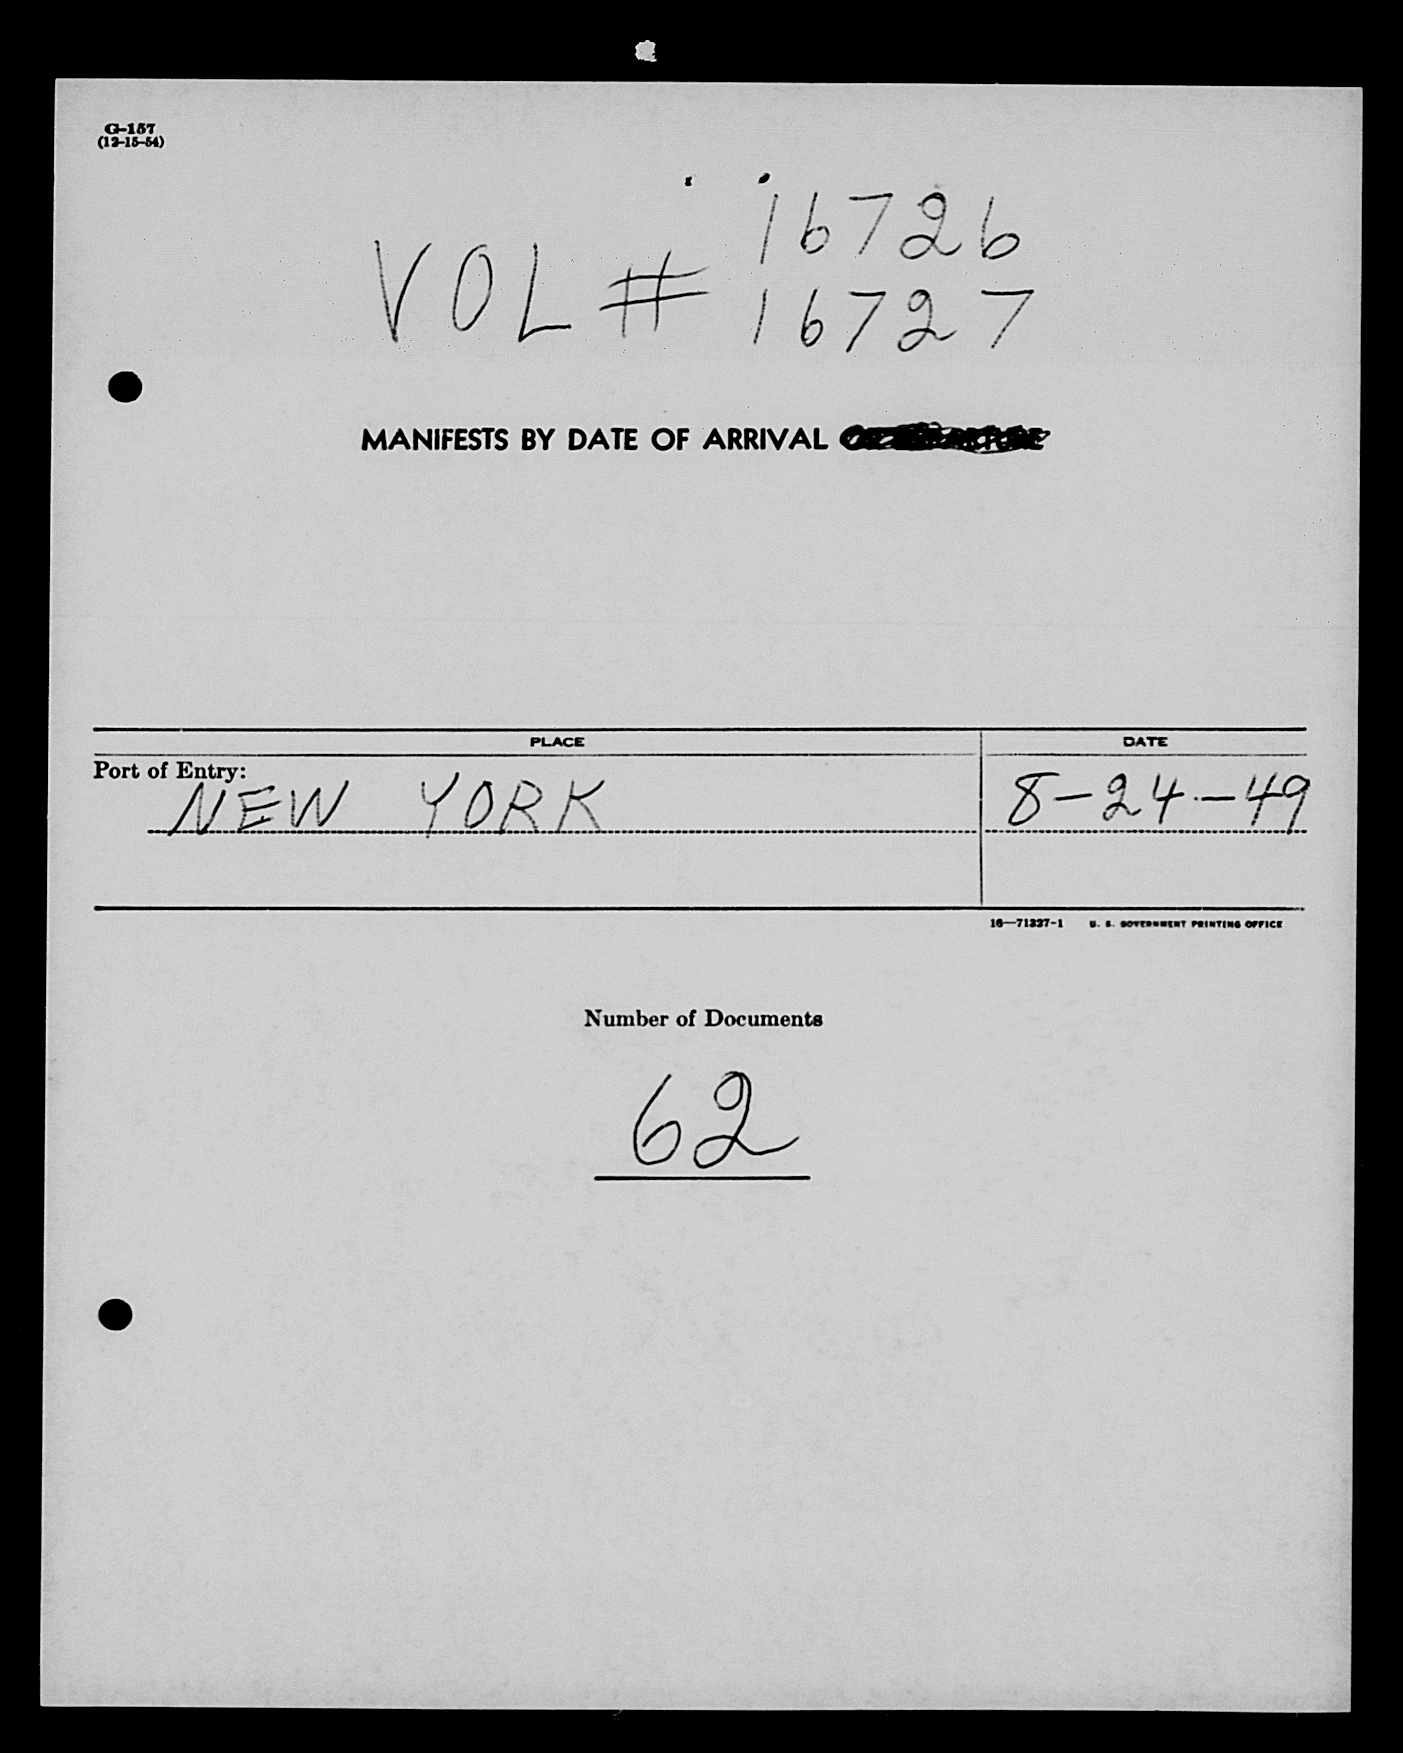 G-157
(12-15-54)
VOL # 16726
16727
MANIFESTS BY DATE OF ARRIVAL
PLACE DATE
Port of Entry:
NEW YORK 8-24-49
16—71327-1 U. S. GOVERNMENT PRINTING OFFICE
Number of Documents
62